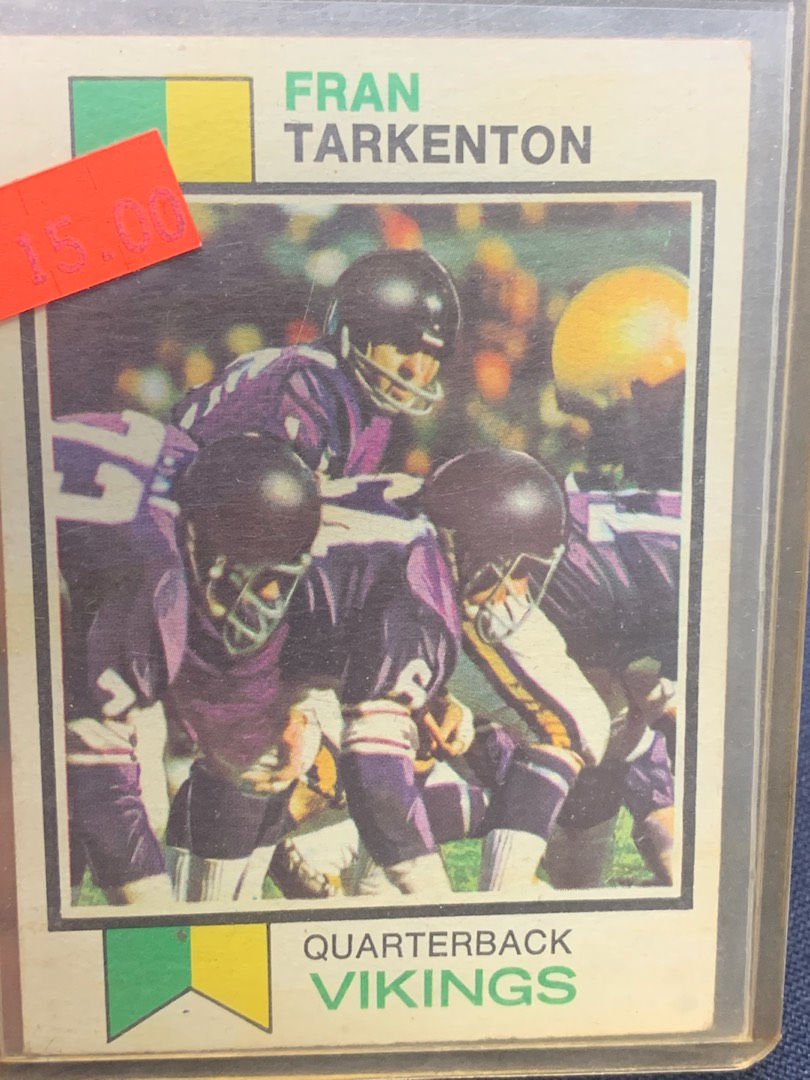 FRAN
TARKENTON
15.00
QUARTERBACK
VIKINGS